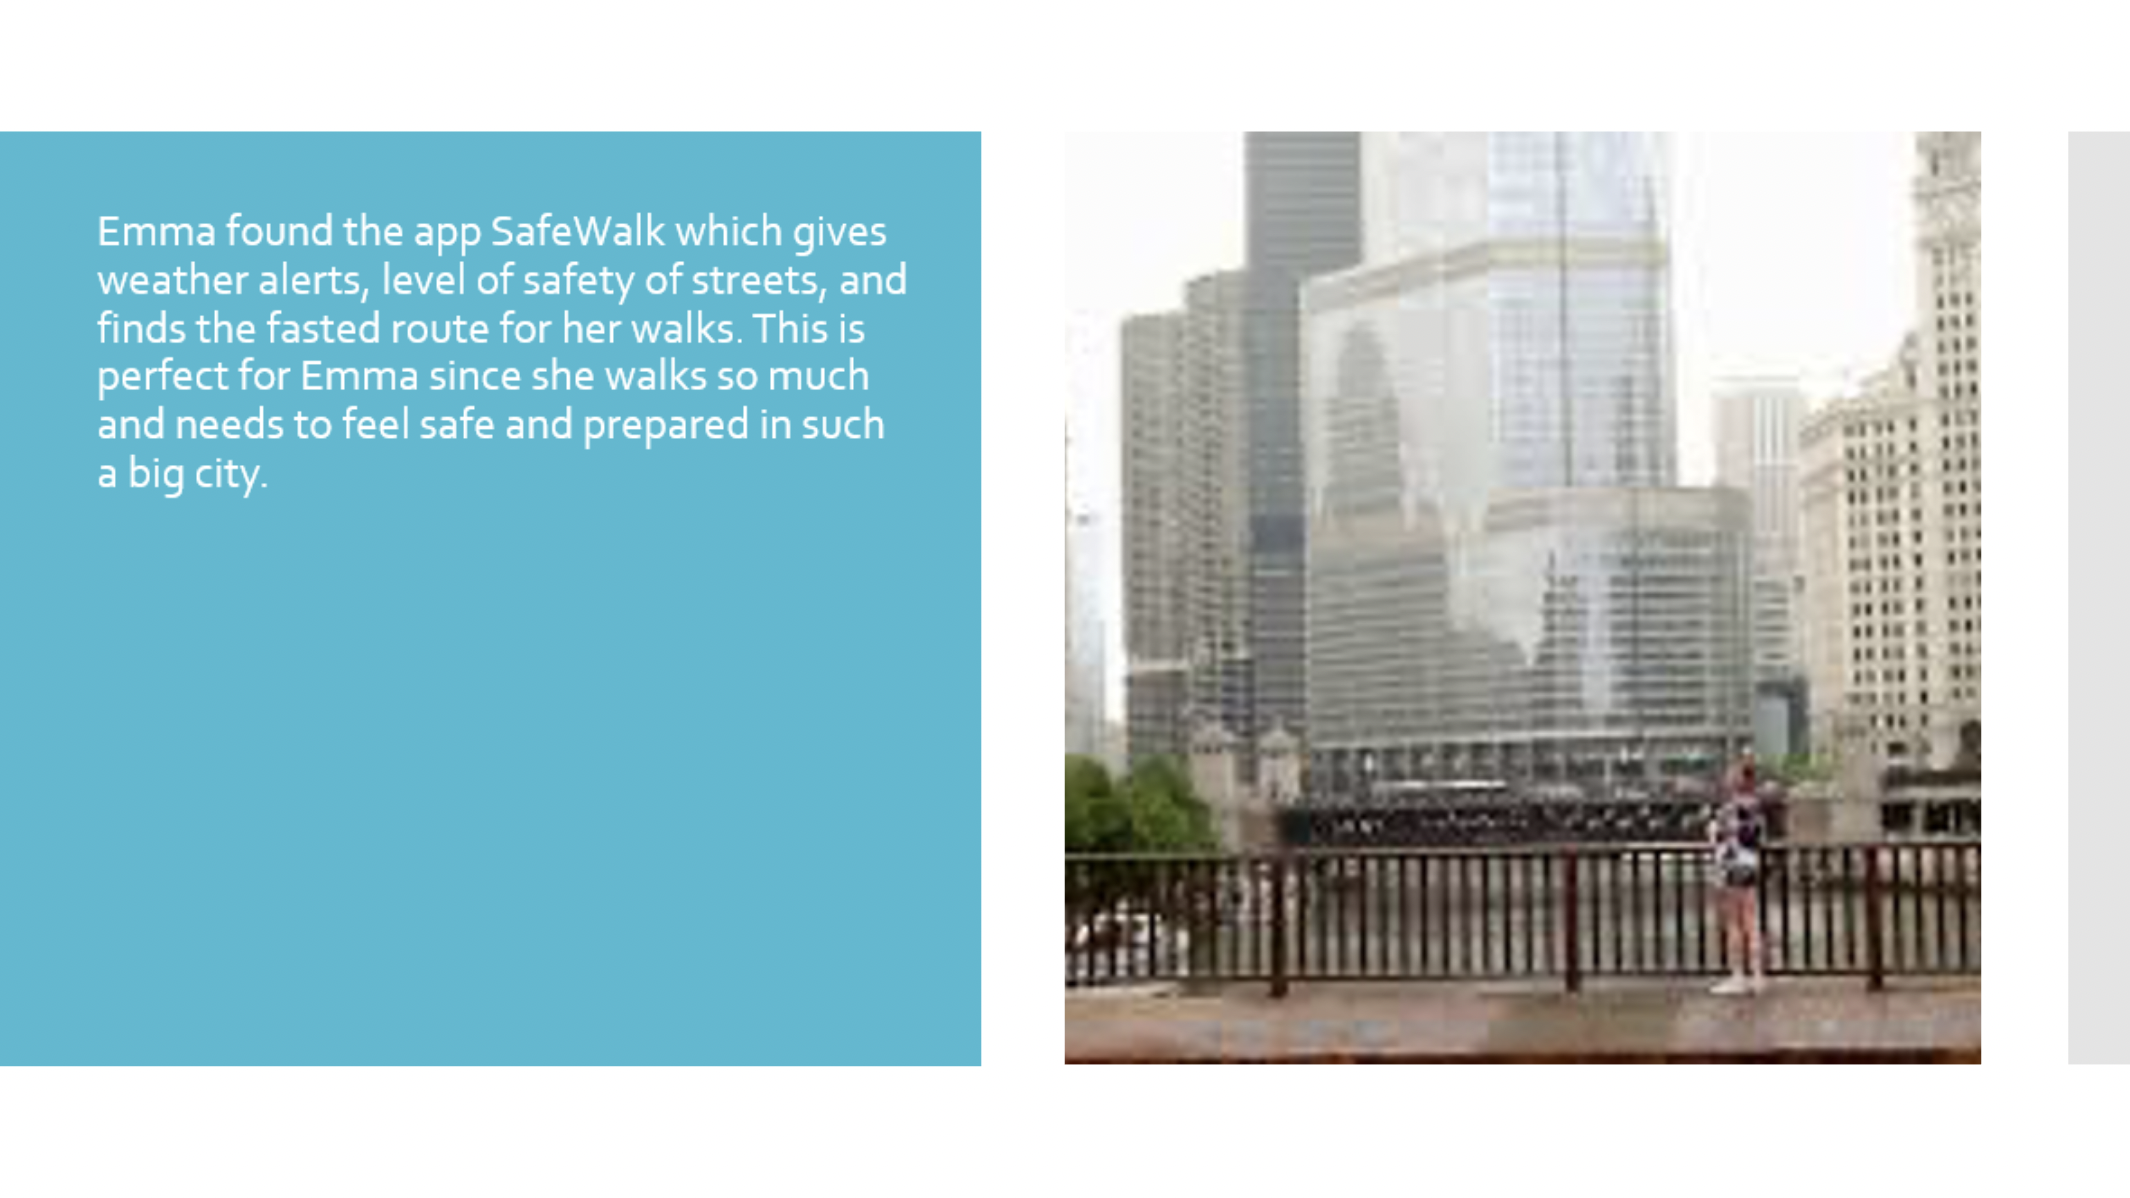 Emma found the app SafeWalk which gives
weather alerts, level of safety of streets, and
finds the fasted route for her walks. This is
perfect for Emma since she walks so much
and needs to feel safe and prepared in such
a big city.